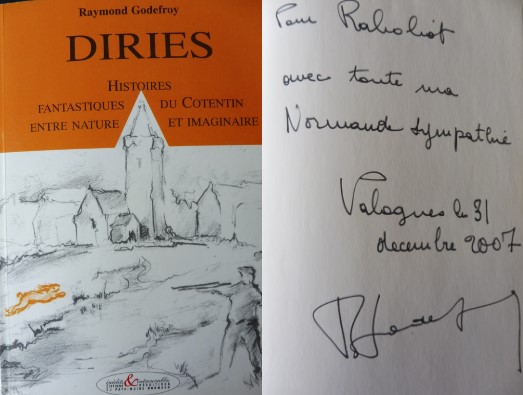 Raymond Godefroy
DIRIES
HISTOIRES
FANTASTIQUES DU COTENTIN
ENTRE NATURE ET IMAGINAIRE
&
Pour Raboliot
avec toute ma
Normande sympathie
Valognes le 31
decembre 2007